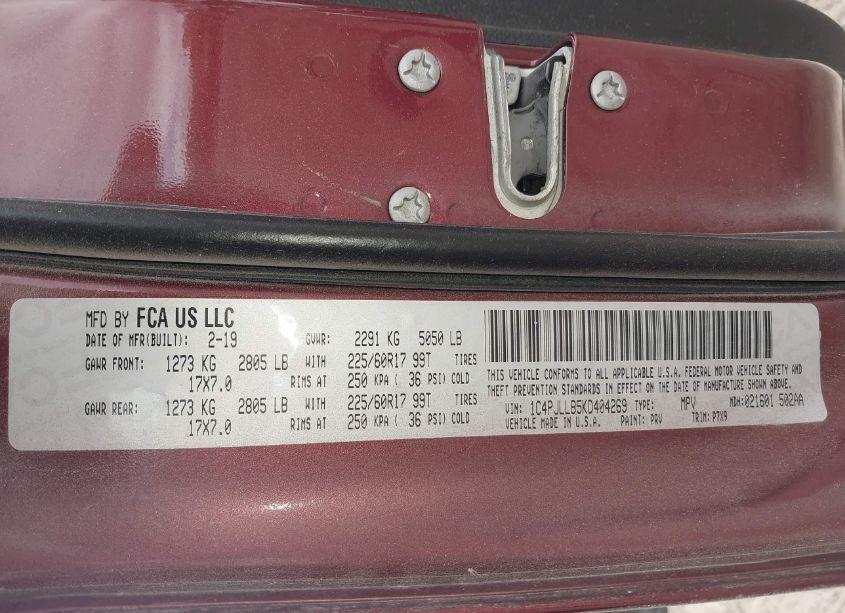 MFD BY FCA US LLC
DATE OF MFR(BUILT): 2-19 GVWR: 2291 KG 5050 LB
GAWR FRONT: 1273 KG 2805 LB WITH 225/60R17 99T TIRES
17X7.0 RIMS AT 250 KPA ( 36 PSI) COLD
GAWR REAR: 1273 KG 2805 LB WITH 225/60R17 99T TIRES
17X7.0 RIMS AT 250 KPA ( 36 PSI) COLD
THIS VEHICLE CONFORMS TO ALL APPLICABLE U.S.A. FEDERAL MOTOR VEHICLE SAFETY AND
THEFT PREVENTION STANDARDS IN EFFECT ON THE DATE OF MANUFACTURE SHOWN ABOVE.
VIN: 1C4PJLLB5KD404269 TYPE: MPV MDH:021601 502AA
VEHICLE MADE IN U.S.A. PAINT: PRV TRIM: P7X9